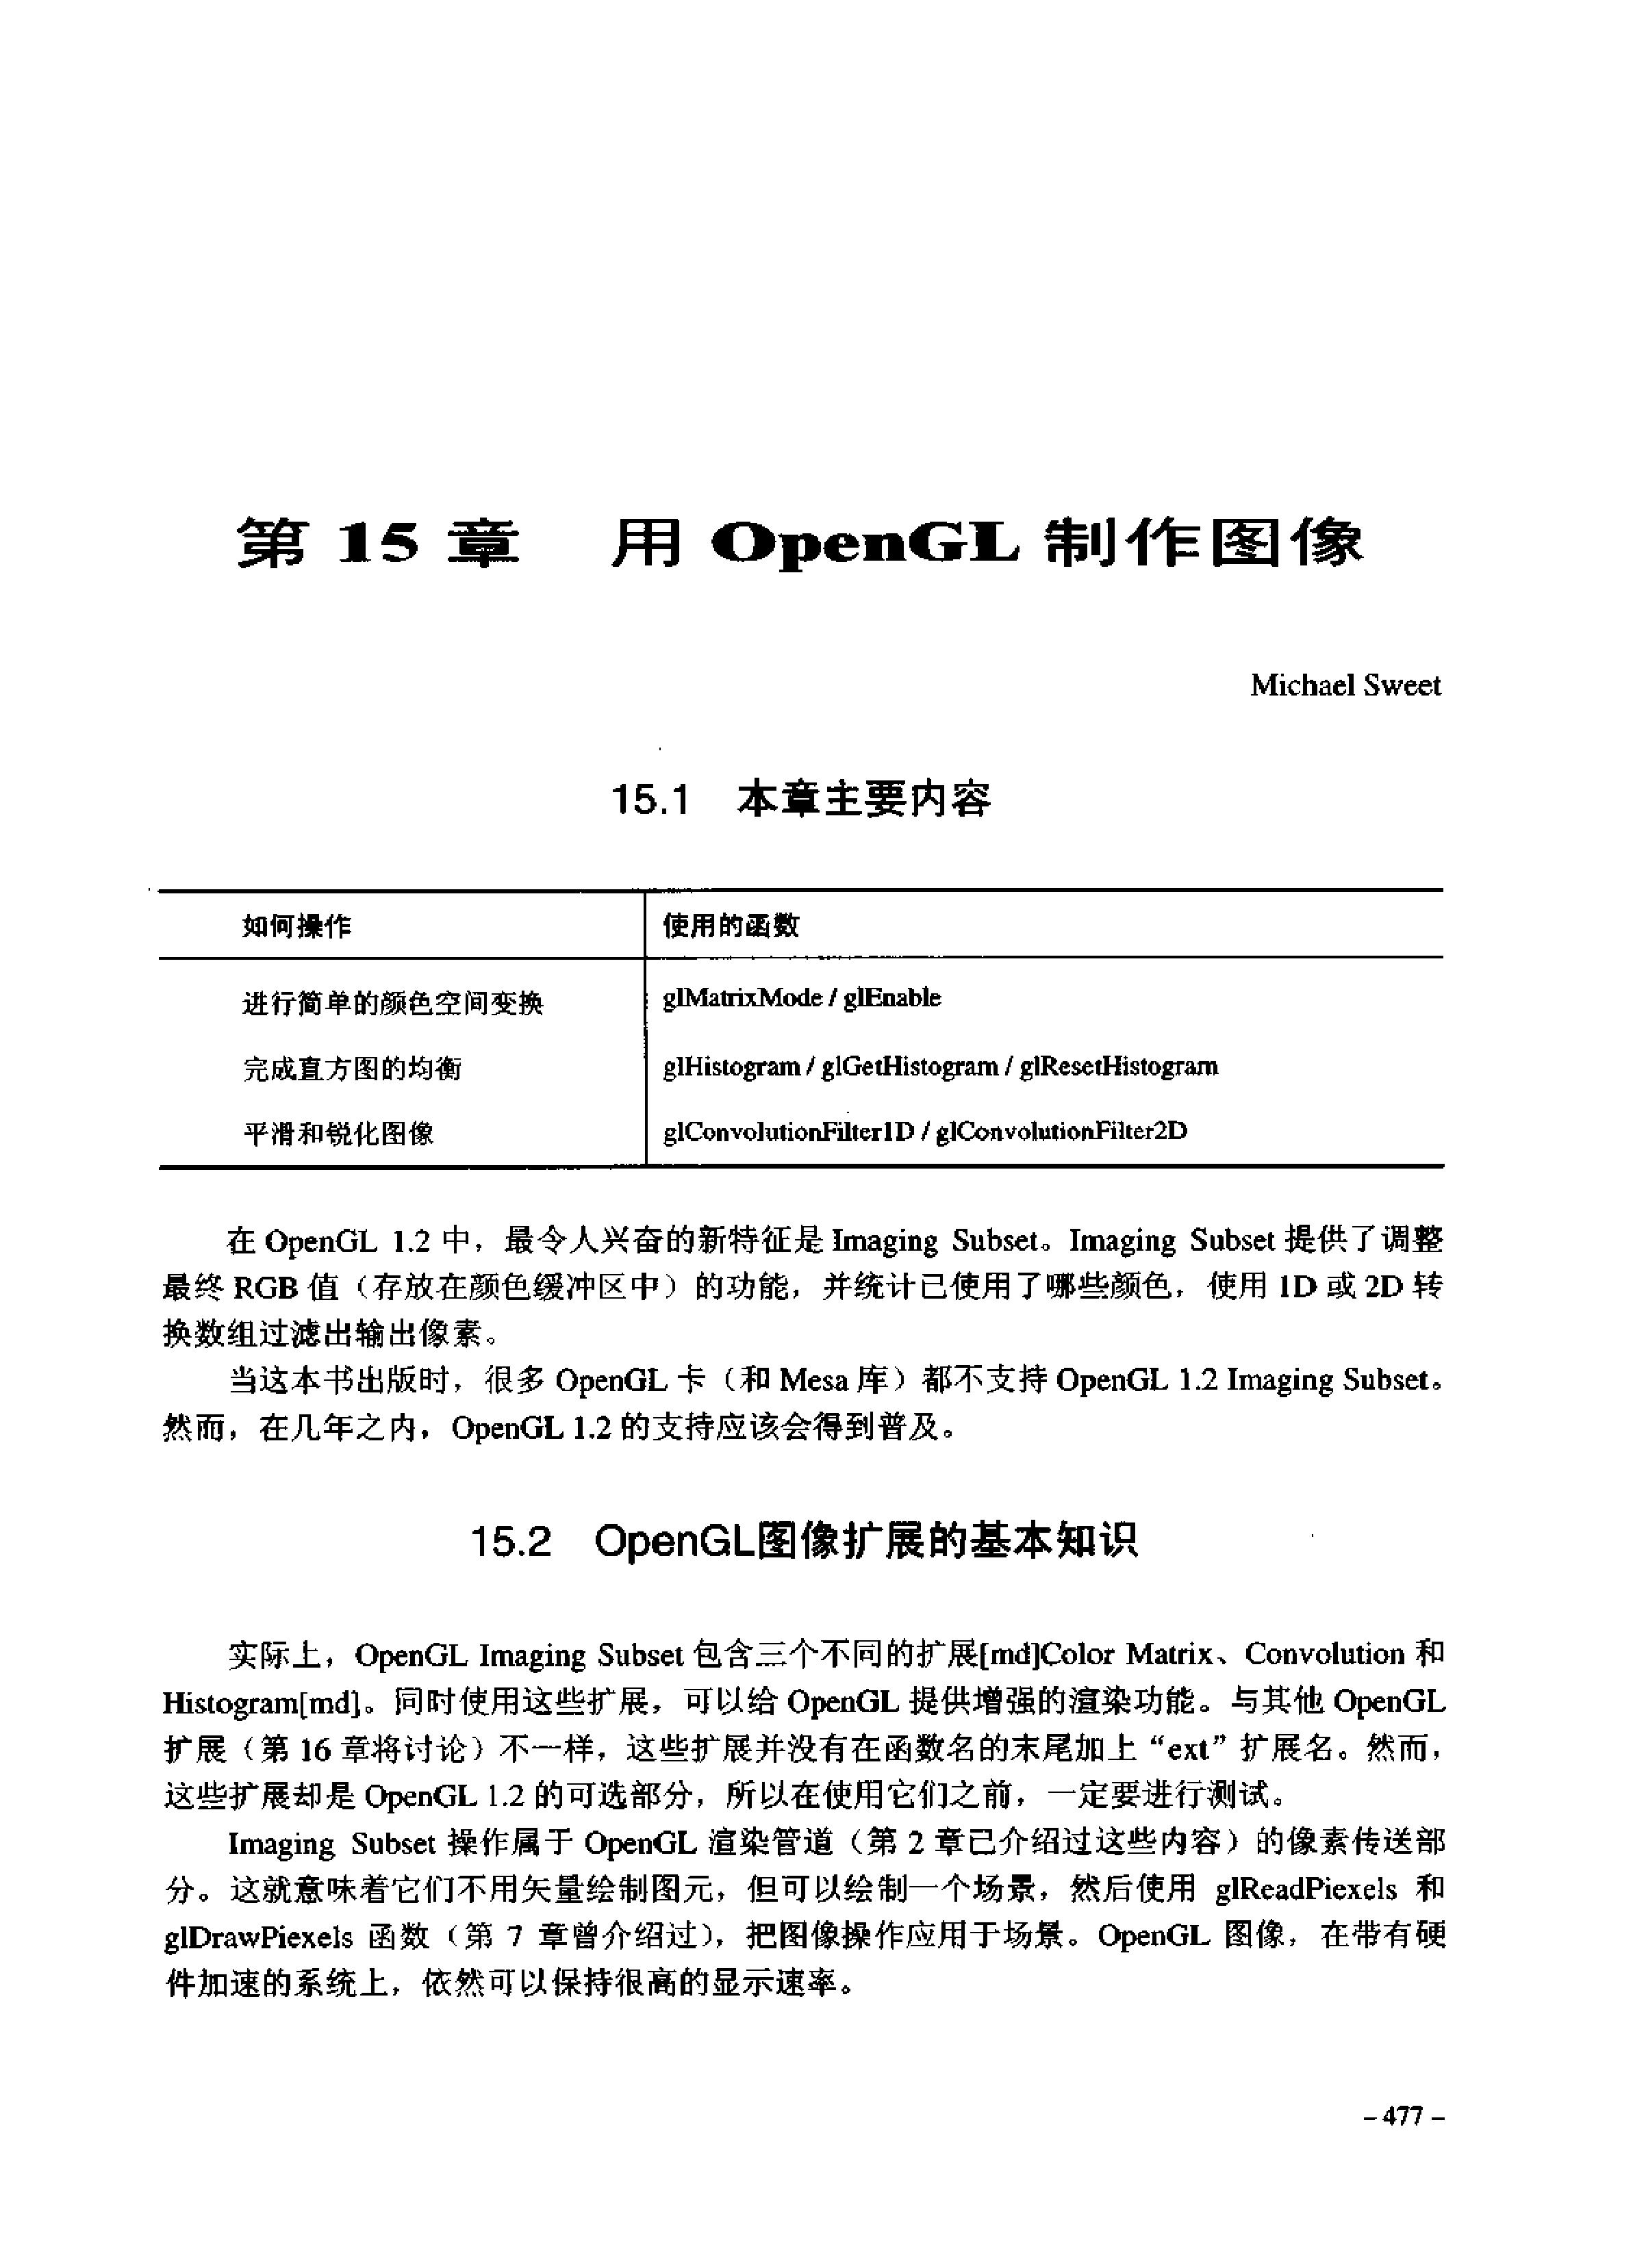 第 15 章　用 OpenGL 制作图像
Michael Sweet
15.1　本章主要内容
如何操作　使用的函数
进行简单的颜色空间变换　glMatrixMode / glEnable
完成直方图的均衡　glHistogram / glGetHistogram / glResetHistogram
平滑和锐化图像　glConvolutionFilter1D / glConvolutionFilter2D
在 OpenGL 1.2 中，最令人兴奋的新特征是 Imaging Subset。Imaging Subset 提供了调整
最终 RGB 值（存放在颜色缓冲区中）的功能，并统计已使用了哪些颜色，使用 1D 或 2D 转
换数组过滤出输出像素。
当这本书出版时，很多 OpenGL 卡（和 Mesa 库）都不支持 OpenGL 1.2 Imaging Subset。
然而，在几年之内，OpenGL 1.2 的支持应该会得到普及。
15.2　OpenGL图像扩展的基本知识
实际上，OpenGL Imaging Subset 包含三个不同的扩展[md]Color Matrix、Convolution 和
Histogram[md]。同时使用这些扩展，可以给 OpenGL 提供增强的渲染功能。与其他 OpenGL
扩展（第 16 章将讨论）不一样，这些扩展并没有在函数名的末尾加上“ext”扩展名。然而，
这些扩展却是 OpenGL 1.2 的可选部分，所以在使用它们之前，一定要进行测试。
Imaging Subset 操作属于 OpenGL 渲染管道（第 2 章已介绍过这些内容）的像素传送部
分。这就意味着它们不用矢量绘制图元，但可以绘制一个场景，然后使用 glReadPiexels 和
glDrawPiexels 函数（第 7 章曾介绍过），把图像操作应用于场景。OpenGL 图像，在带有硬
件加速的系统上，依然可以保持很高的显示速率。
– 477 –